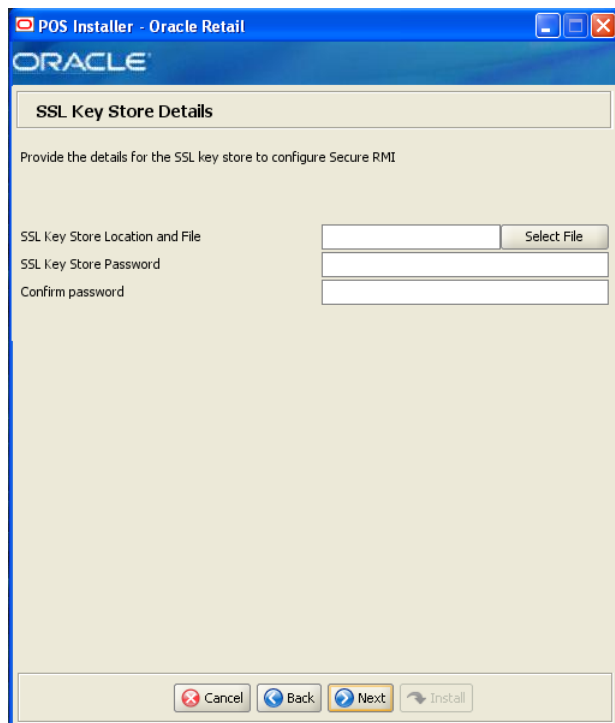 POS Installer - Oracle Retail
ORACLE
SSL Key Store Details
Provide the details for the SSL key store to configure Secure RMI
SSL Key Store Location and File
Select File
SSL Key Store Password
Confirm password
Cancel Back Next Install